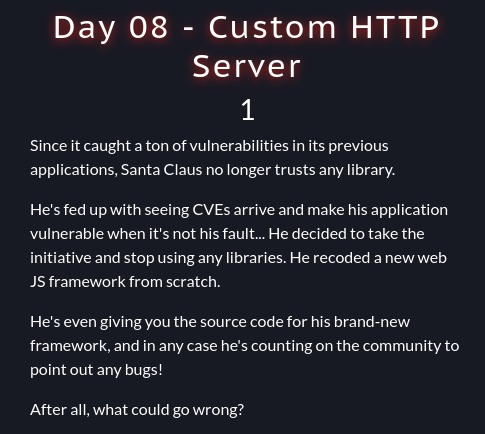 Day 08 - Custom HTTP
Server
1
Since it caught a ton of vulnerabilities in its previous
applications, Santa Claus no longer trusts any library.
He's fed up with seeing CVEs arrive and make his application
vulnerable when it's not his fault... He decided to take the
initiative and stop using any libraries. He recoded a new web
JS framework from scratch.
He's even giving you the source code for his brand-new
framework, and in any case he's counting on the community to
point out any bugs!
After all, what could go wrong?